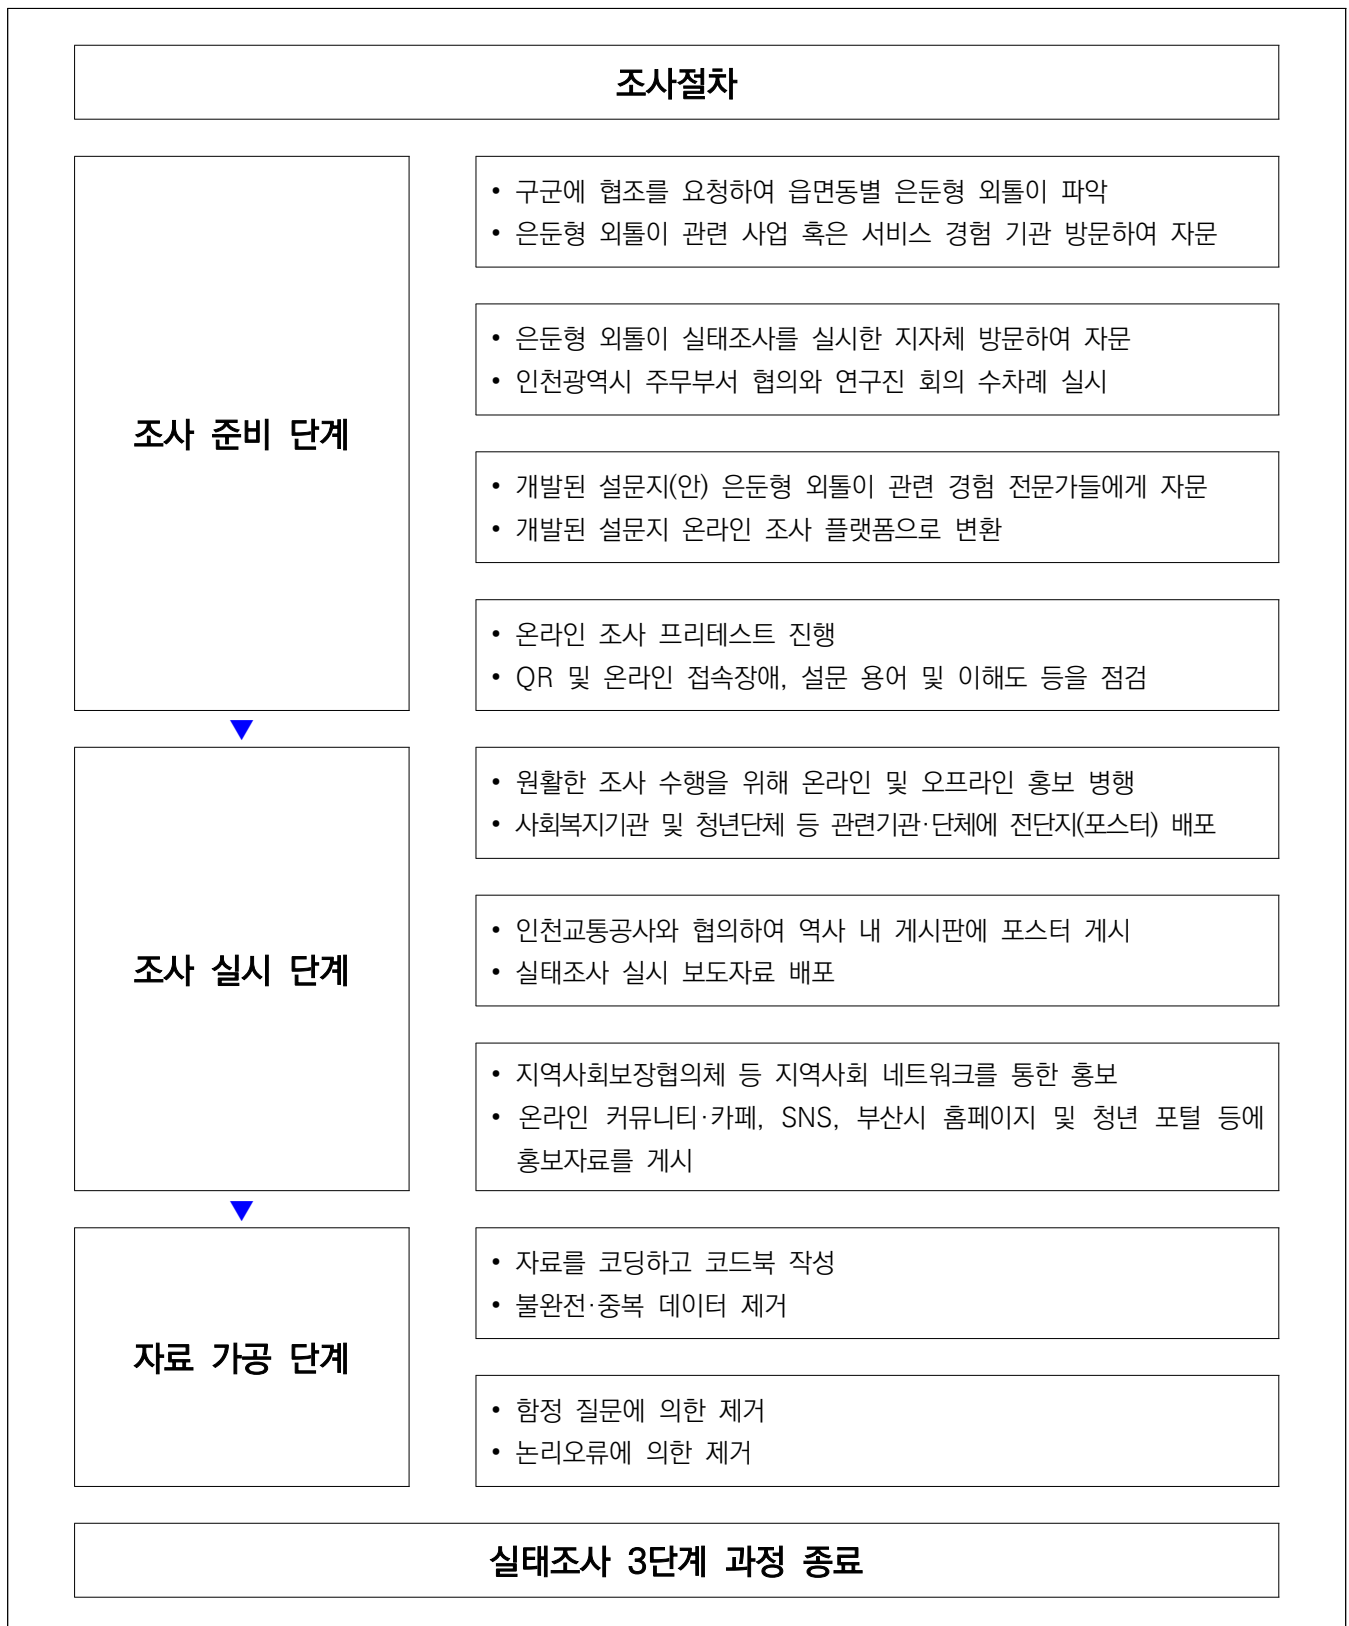 조사절차
조사 준비 단계
• 구군에 협조를 요청하여 읍면동별 은둔형 외톨이 파악
• 은둔형 외톨이 관련 사업 혹은 서비스 경험 기관 방문하여 자문
• 은둔형 외톨이 실태조사를 실시한 지자체 방문하여 자문
• 인천광역시 주무부서 협의와 연구진 회의 수차례 실시
• 개발된 설문지(안) 은둔형 외톨이 관련 경험 전문가들에게 자문
• 개발된 설문지 온라인 조사 플랫폼으로 변환
• 온라인 조사 프리테스트 진행
• QR 및 온라인 접속장애, 설문 용어 및 이해도 등을 점검
▼
조사 실시 단계
• 원활한 조사 수행을 위해 온라인 및 오프라인 홍보 병행
• 사회복지기관 및 청년단체 등 관련기관·단체에 전단지(포스터) 배포
• 인천교통공사와 협의하여 역사 내 게시판에 포스터 게시
• 실태조사 실시 보도자료 배포
• 지역사회보장협의체 등 지역사회 네트워크를 통한 홍보
• 온라인 커뮤니티·카페, SNS, 부산시 홈페이지 및 청년 포털 등에
홍보자료를 게시
▼
자료 가공 단계
• 자료를 코딩하고 코드북 작성
• 불완전·중복 데이터 제거
• 함정 질문에 의한 제거
• 논리오류에 의한 제거
실태조사 3단계 과정 종료